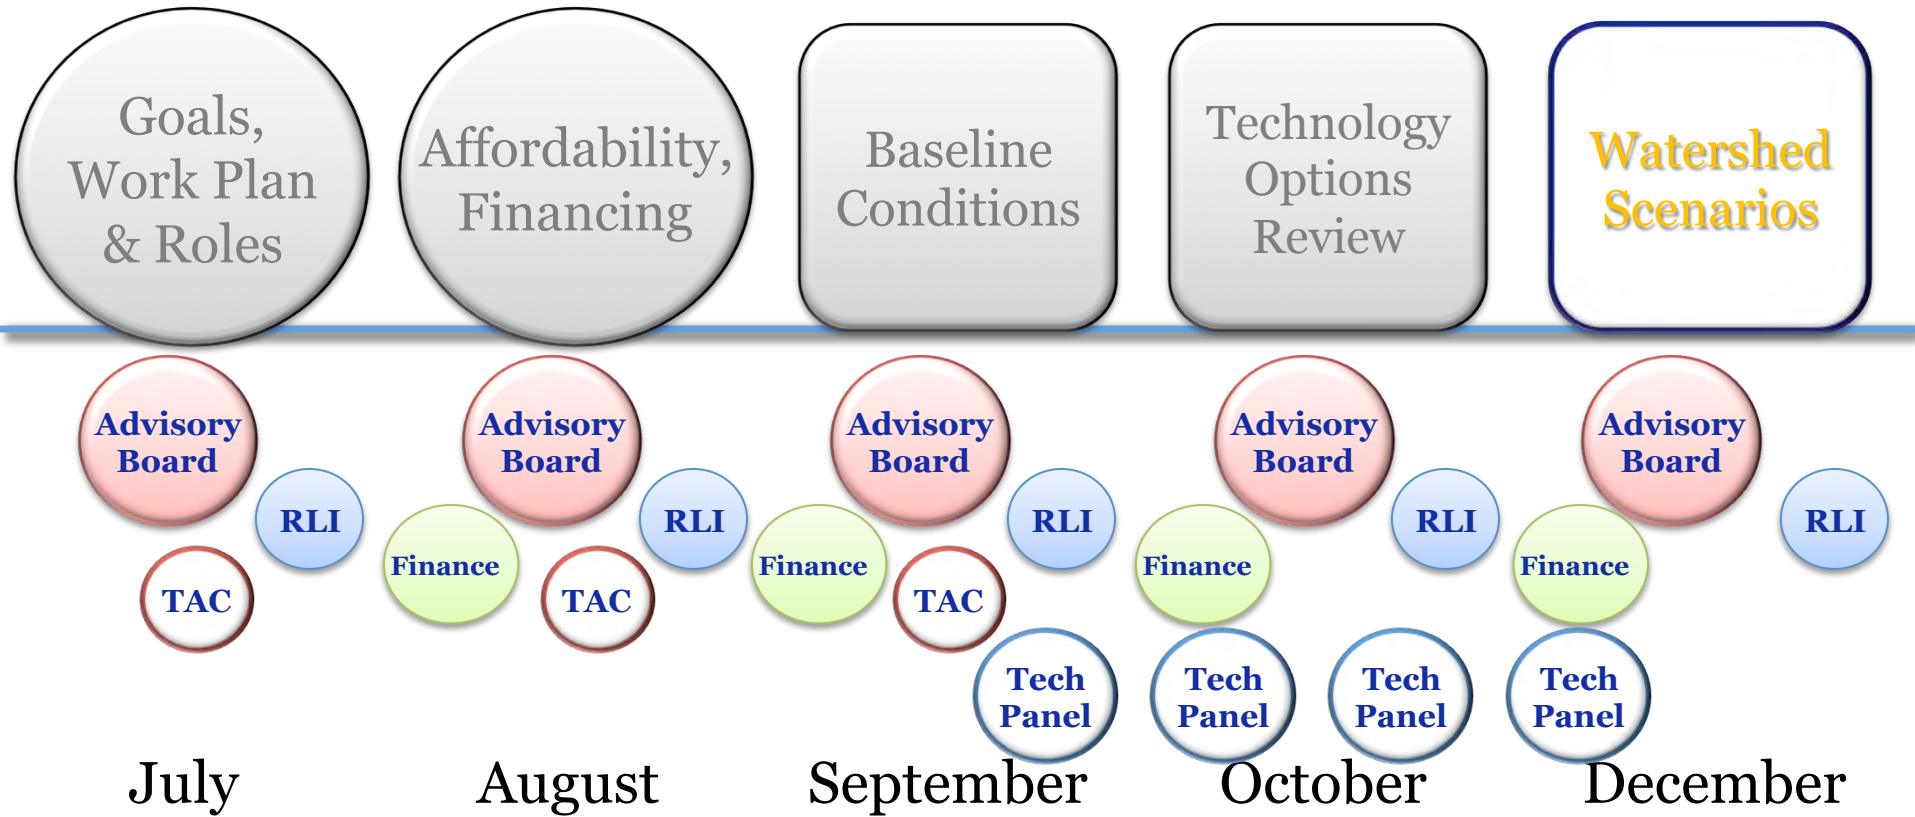 Goals,
Work Plan
& Roles
Affordability,
Financing
Baseline
Conditions
Technology
Options
Review
Watershed
Scenarios
Advisory
Board
RLI
TAC
Advisory
Board
RLI
Finance
TAC
Advisory
Board
RLI
Finance
TAC
Tech
Panel
Advisory
Board
RLI
Finance
Tech
Panel
Tech
Panel
Advisory
Board
RLI
Finance
Tech
Panel
July
August
September
October
December